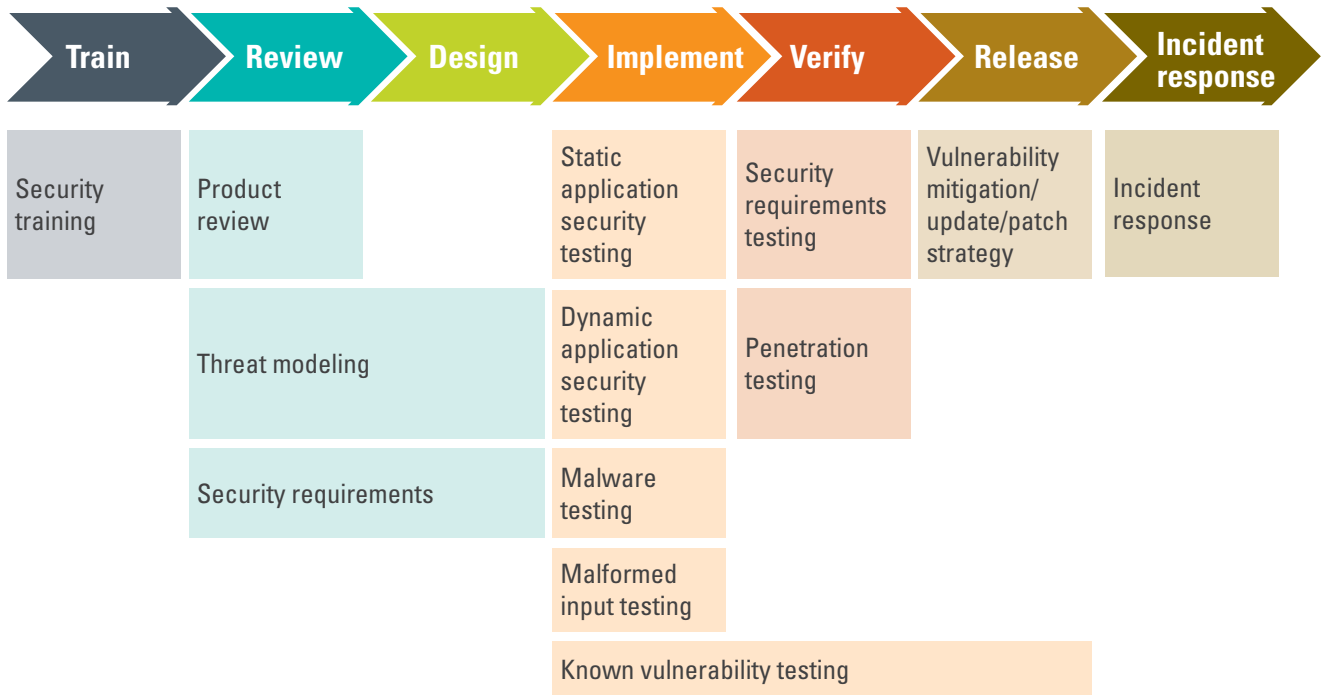 Train
Review
Design
Implement
Verify
Release
Incident
response
Security
training
Product
review
Static
application
security
testing
Security
requirements
testing
Vulnerability
mitigation/
update/patch
strategy
Incident
response
Threat modeling
Dynamic
application
security
testing
Penetration
testing
Security requirements
Malware
testing
Malformed
input testing
Known vulnerability testing